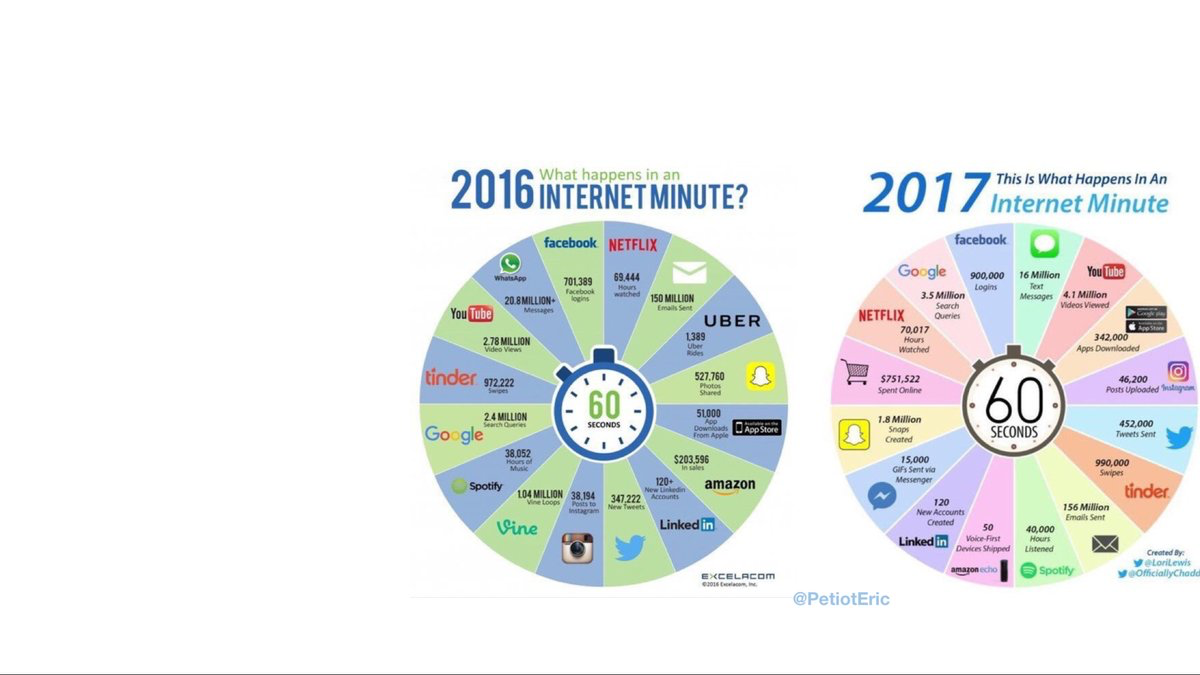 2016 What happens in an
INTERNET MINUTE?
facebook
701,389
Facebook
logins
NETFLIX
69,444
Hours
watched
150 MILLION
Emails Sent
UBER
1,389
Uber
Rides
527,760
Photos
Shared
51,000
App
Downloads
From Apple
Available on the
App Store
$203,596
In sales
amazon
120+
New Linkedin
Accounts
Linked in
347,222
New Tweets
38,194
Posts to
Instagram
1.04 MILLION
Vine Loops
Vine
38,052
Hours of
Music
Spotify
2.4 MILLION
Search Queries
Google
972,222
Swipes
tinder
2.78 MILLION
Video Views
YouTube
20.8 MILLION+
Messages
WhatsApp
60
SECONDS
EXCELACOM
©2016 Excelacom, Inc.
2017 This Is What Happens In An
Internet Minute
facebook
900,000
Logins
16 Million
Text
Messages
YouTube
4.1 Million
Videos Viewed
Google play
App Store
342,000
Apps Downloaded
46,200
Posts Uploaded
Instagram
452,000
Tweets Sent
990,000
Swipes
tinder
156 Million
Emails Sent
40,000
Hours
Listened
Spotify
50
Voice-First
Devices Shipped
amazon echo
120
New Accounts
Created
Linked in
15,000
GIFs Sent via
Messenger
1.8 Million
Snaps
Created
$751,522
Spent Online
NETFLIX
70,017
Hours
Watched
Google
3.5 Million
Search
Queries
60
SECONDS
Created By:
@LoriLewis
@OfficiallyChadd
@PetiotEric